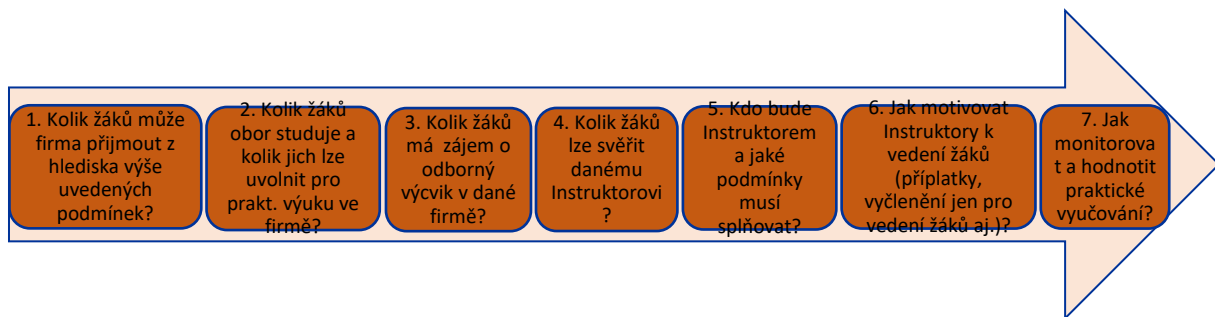 1. Kolik žáků může
firma přijmout z
hlediska výše
uvedených
podmínek?
2. Kolik žáků
obor studuje a
kolik jich lze
uvolnit pro
prakt. výuku ve
firmě?
3. Kolik žáků
má  zájem o
odborný
výcvik v dané
firmě?
4. Kolik žáků
lze svěřit
danému
Instruktorovi
?
5. Kdo bude
Instruktorem
a jaké
podmínky
musí
splňovat?
6. Jak motivovat
Instruktory k
vedení žáků
(příplatky,
vyčlenění jen pro
vedení žáků aj.)?
7. Jak
monitorova
t a hodnotit
praktické
vyučování?